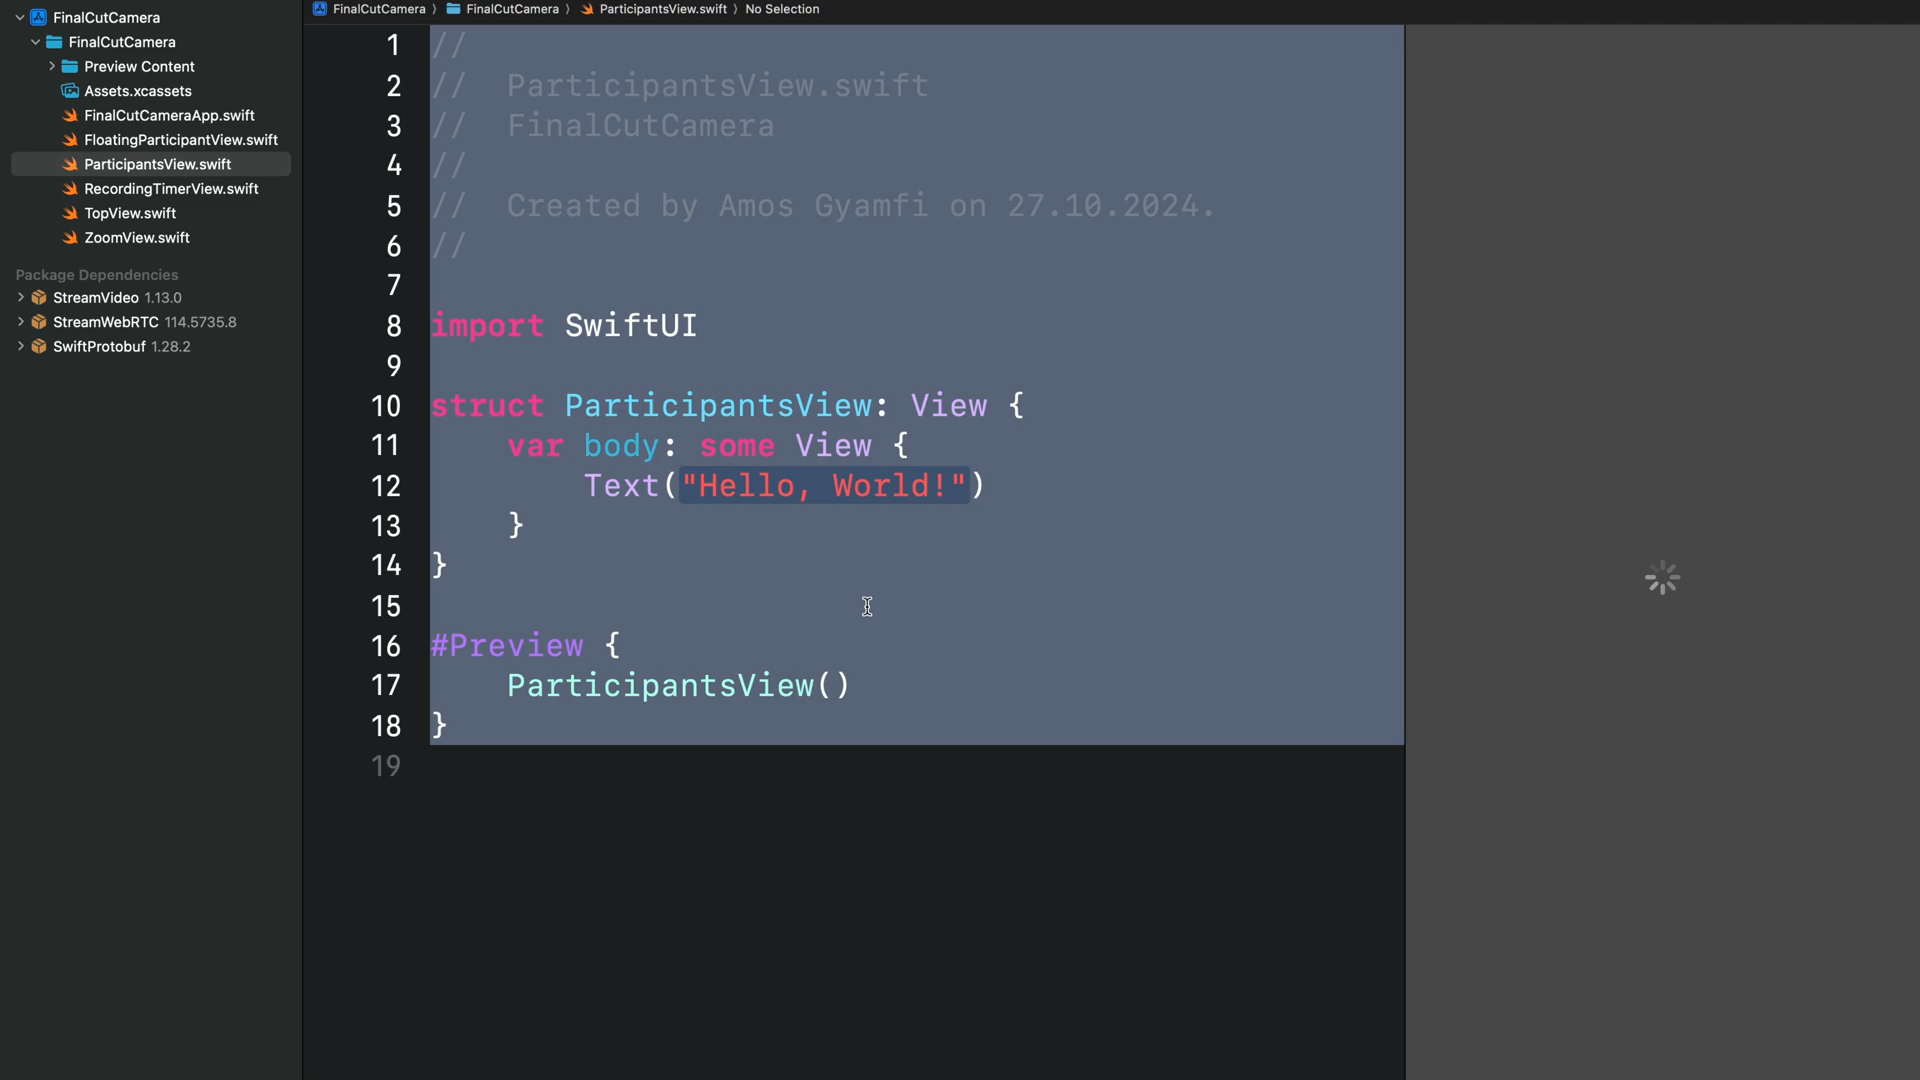 FinalCutCamera
FinalCutCamera
Preview Content
Assets.xcassets
FinalCutCameraApp.swift
FloatingParticipantView.swift
ParticipantsView.swift
RecordingTimerView.swift
TopView.swift
ZoomView.swift
Package Dependencies
StreamVideo 1.13.0
StreamWebRTC 114.5735.8
SwiftProtobuf 1.28.2
FinalCutCamera 〉 FinalCutCamera 〉 ParticipantsView.swift 〉 No Selection
1 //
2 //  ParticipantsView.swift
3 //  FinalCutCamera
4 //
5 //  Created by Amos Gyamfi on 27.10.2024.
6 //
7
8 import SwiftUI
9
10 struct ParticipantsView: View {
11     var body: some View {
12         Text("Hello, World!")
13     }
14 }
15
16 #Preview {
17     ParticipantsView()
18 }
19